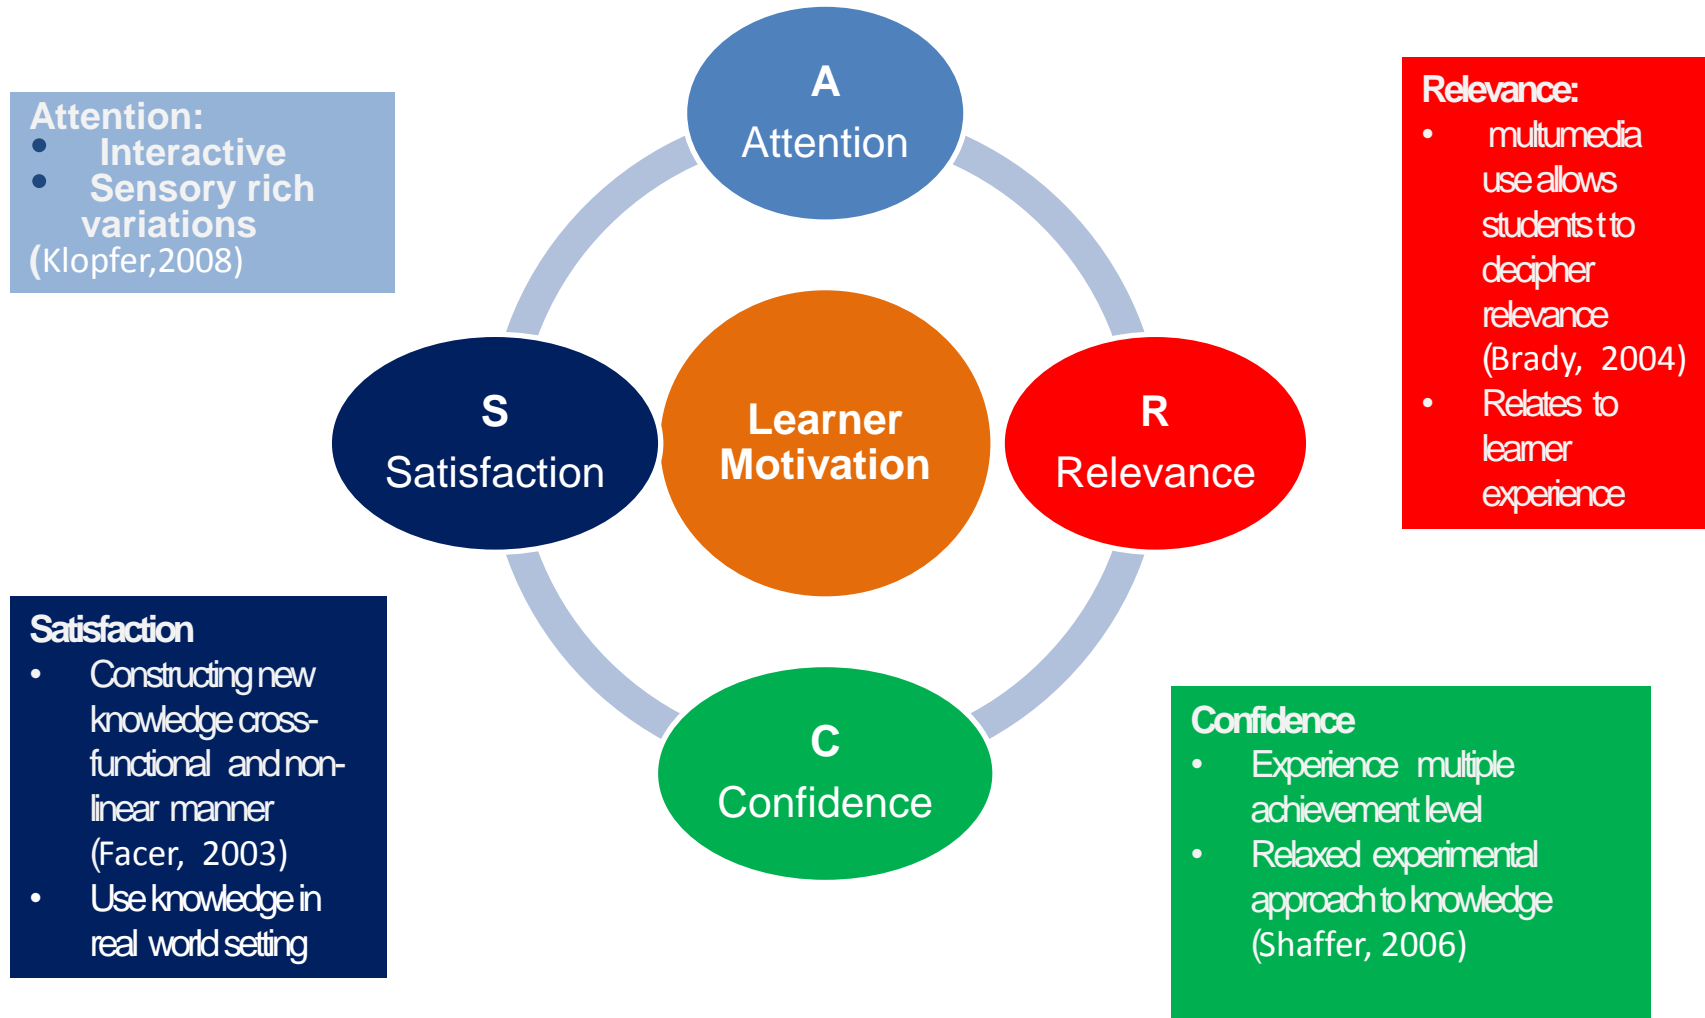 A
Attention
Attention:
• Interactive
• Sensory rich
variations
(Klopfer,2008)
Relevance:
• multumedia
use allows
students t to
decipher
relevance
(Brady, 2004)
• Relates to
learner
experience
S
Satisfaction
Learner
Motivation
R
Relevance
Satisfaction
• Constructing new
knowledge cross-
functional and non-
linear manner
(Facer, 2003)
• Use knowledge in
real world setting
C
Confidence
Confidence
• Experience multiple
achievement level
• Relaxed experimental
approach to knowledge
(Shaffer, 2006)